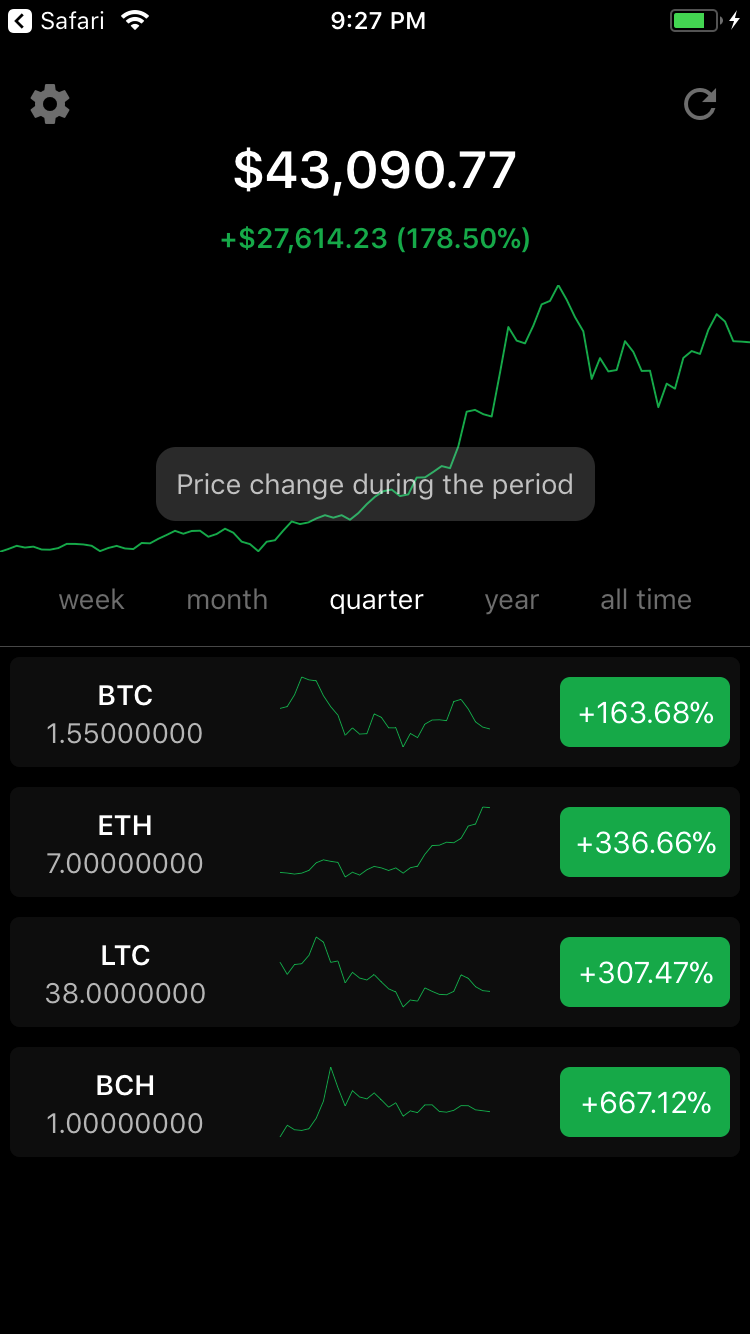 Safari 9:27 PM
$43,090.77
+$27,614.23 (178.50%)
Price change during the period
week month quarter year all time
BTC
1.55000000
+163.68%
ETH
7.00000000
+336.66%
LTC
38.0000000
+307.47%
BCH
1.00000000
+667.12%